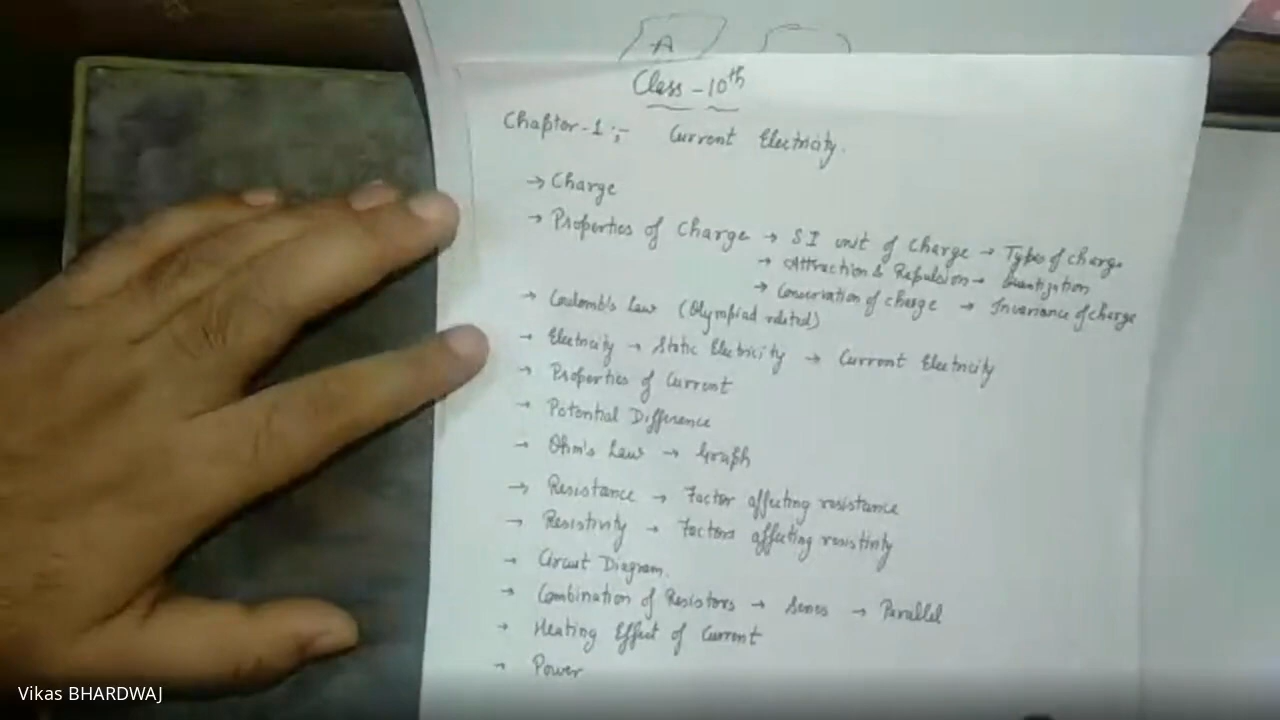 A
Class - 10th
Chapter-1 :- Current Electricity.
→ Charge
→ Properties of Charge → SI unit of Charge → Types of charge
→ Attraction & Repulsion → Quantization
→ Conservation of charge → Invariance of charge
→ Coulomb's Law (Olympiad related)
→ Electricity → Static Electricity → Current Electricity
→ Properties of Current
→ Potential Difference
→ Ohm's Law → Graph
→ Resistance → Factor affecting resistance
→ Resistivity → Factors affecting resistivity
→ Circuit Diagram.
→ Combination of Resistors → Series → Parallel
→ Heating Effect of Current
→ Power
Vikas BHARDWAJ